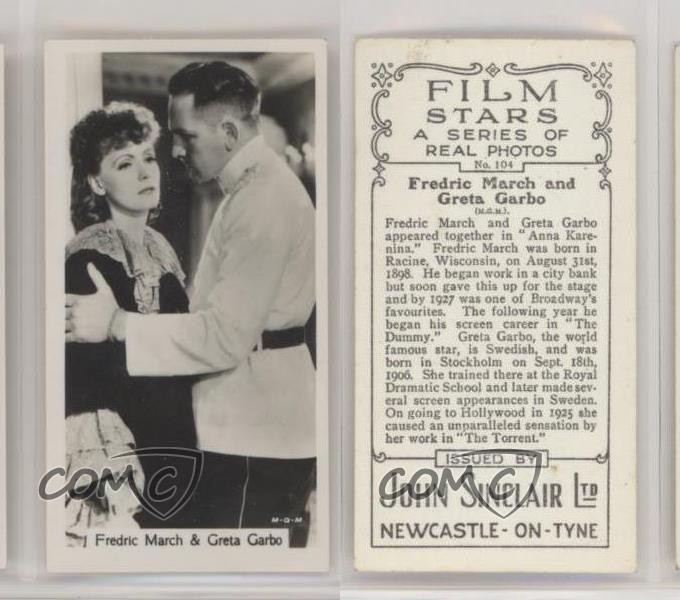 M-G-M
Fredric March & Greta Garbo
COMC
FILM
STARS
A SERIES OF
REAL PHOTOS
No. 104
Fredric March and
Greta Garbo
(M.G.M.).
Fredric March and Greta Garbo
appeared together in "Anna Kare-
nina." Fredric March was born in
Racine, Wisconsin, on August 31st,
1898. He began work in a city bank
but soon gave this up for the stage
and by 1927 was one of Broadway's
favourites. The following year he
began his screen career in "The
Dummy." Greta Garbo, the world
famous star, is Swedish, and was
born in Stockholm on Sept. 18th,
1906. She trained there at the Royal
Dramatic School and later made sev-
eral screen appearances in Sweden.
On going to Hollywood in 1925 she
caused an unparalleled sensation by
her work in "The Torrent."
ISSUED BY
JOHN SINCLAIR LTD
NEWCASTLE-ON-TYNE
COMC